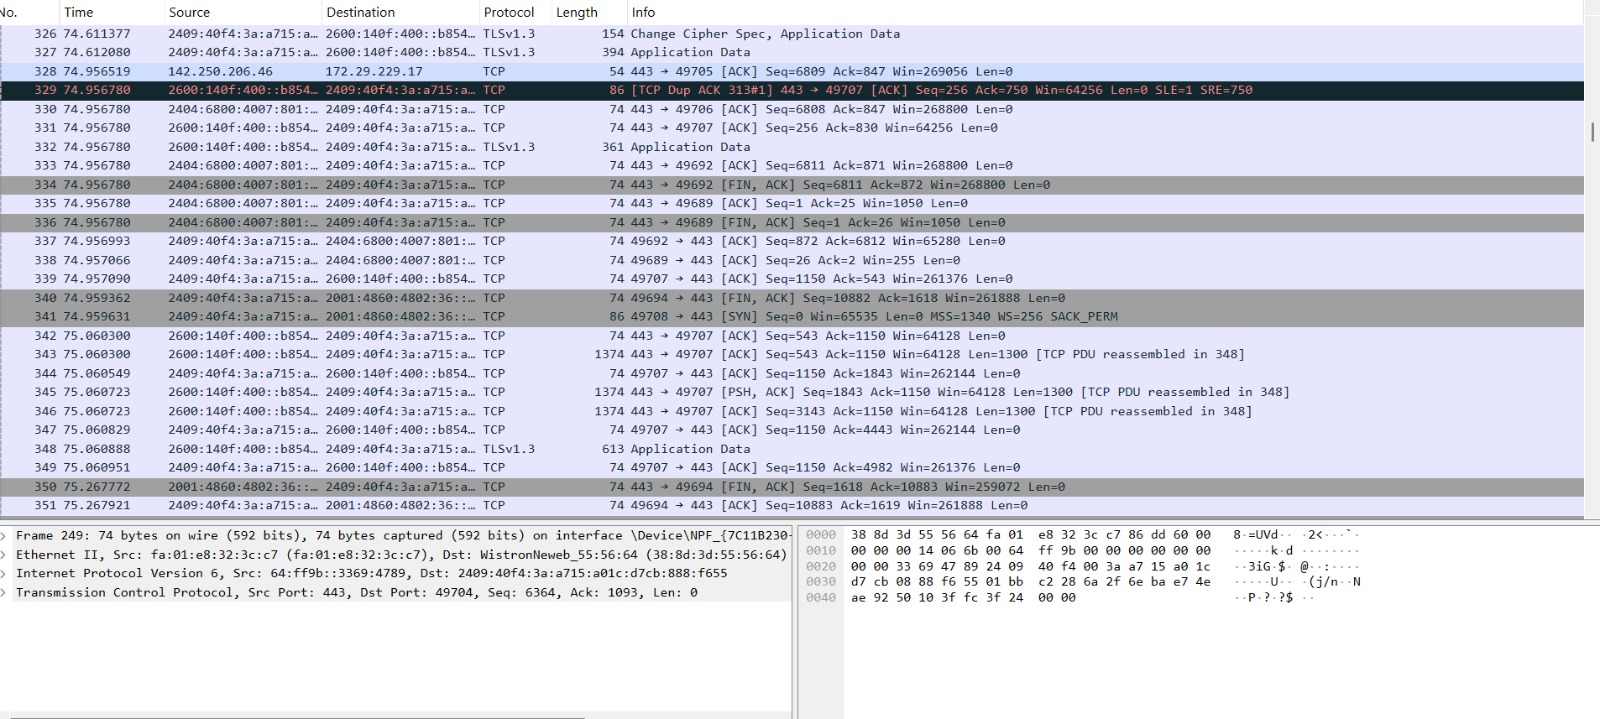 No. Time Source Destination Protocol Length Info
326 74.611377 2409:40f4:3a:a715:a… 2600:140f:400::b854… TLSv1.3 154 Change Cipher Spec, Application Data
327 74.612080 2409:40f4:3a:a715:a… 2600:140f:400::b854… TLSv1.3 394 Application Data
328 74.956519 142.250.206.46 172.29.229.17 TCP 54 443 → 49705 [ACK] Seq=6809 Ack=847 Win=269056 Len=0
329 74.956780 2600:140f:400::b854… 2409:40f4:3a:a715:a… TCP 86 [TCP Dup ACK 313#1] 443 → 49707 [ACK] Seq=256 Ack=750 Win=64256 Len=0 SLE=1 SRE=750
330 74.956780 2404:6800:4007:801:… 2409:40f4:3a:a715:a… TCP 74 443 → 49706 [ACK] Seq=6808 Ack=847 Win=268800 Len=0
331 74.956780 2600:140f:400::b854… 2409:40f4:3a:a715:a… TCP 74 443 → 49707 [ACK] Seq=256 Ack=830 Win=64256 Len=0
332 74.956780 2600:140f:400::b854… 2409:40f4:3a:a715:a… TLSv1.3 361 Application Data
333 74.956780 2404:6800:4007:801:… 2409:40f4:3a:a715:a… TCP 74 443 → 49692 [ACK] Seq=6811 Ack=871 Win=268800 Len=0
334 74.956780 2404:6800:4007:801:… 2409:40f4:3a:a715:a… TCP 74 443 → 49692 [FIN, ACK] Seq=6811 Ack=872 Win=268800 Len=0
335 74.956780 2404:6800:4007:801:… 2409:40f4:3a:a715:a… TCP 74 443 → 49689 [ACK] Seq=1 Ack=25 Win=1050 Len=0
336 74.956780 2404:6800:4007:801:… 2409:40f4:3a:a715:a… TCP 74 443 → 49689 [FIN, ACK] Seq=1 Ack=26 Win=1050 Len=0
337 74.956993 2409:40f4:3a:a715:a… 2404:6800:4007:801:… TCP 74 49692 → 443 [ACK] Seq=872 Ack=6812 Win=65280 Len=0
338 74.957066 2409:40f4:3a:a715:a… 2404:6800:4007:801:… TCP 74 49689 → 443 [ACK] Seq=26 Ack=2 Win=255 Len=0
339 74.957090 2409:40f4:3a:a715:a… 2600:140f:400::b854… TCP 74 49707 → 443 [ACK] Seq=1150 Ack=543 Win=261376 Len=0
340 74.959362 2409:40f4:3a:a715:a… 2001:4860:4802:36::… TCP 74 49694 → 443 [FIN, ACK] Seq=10882 Ack=1618 Win=261888 Len=0
341 74.959631 2409:40f4:3a:a715:a… 2001:4860:4802:36::… TCP 86 49708 → 443 [SYN] Seq=0 Win=65535 Len=0 MSS=1340 WS=256 SACK_PERM
342 75.060300 2600:140f:400::b854… 2409:40f4:3a:a715:a… TCP 74 443 → 49707 [ACK] Seq=543 Ack=1150 Win=64128 Len=0
343 75.060300 2600:140f:400::b854… 2409:40f4:3a:a715:a… TCP 1374 443 → 49707 [ACK] Seq=543 Ack=1150 Win=64128 Len=1300 [TCP PDU reassembled in 348]
344 75.060549 2409:40f4:3a:a715:a… 2600:140f:400::b854… TCP 74 49707 → 443 [ACK] Seq=1150 Ack=1843 Win=262144 Len=0
345 75.060723 2600:140f:400::b854… 2409:40f4:3a:a715:a… TCP 1374 443 → 49707 [PSH, ACK] Seq=1843 Ack=1150 Win=64128 Len=1300 [TCP PDU reassembled in 348]
346 75.060723 2600:140f:400::b854… 2409:40f4:3a:a715:a… TCP 1374 443 → 49707 [ACK] Seq=3143 Ack=1150 Win=64128 Len=1300 [TCP PDU reassembled in 348]
347 75.060829 2409:40f4:3a:a715:a… 2600:140f:400::b854… TCP 74 49707 → 443 [ACK] Seq=1150 Ack=4443 Win=262144 Len=0
348 75.060888 2600:140f:400::b854… 2409:40f4:3a:a715:a… TLSv1.3 613 Application Data
349 75.060951 2409:40f4:3a:a715:a… 2600:140f:400::b854… TCP 74 49707 → 443 [ACK] Seq=1150 Ack=4982 Win=261376 Len=0
350 75.267772 2001:4860:4802:36::… 2409:40f4:3a:a715:a… TCP 74 443 → 49694 [FIN, ACK] Seq=1618 Ack=10883 Win=259072 Len=0
351 75.267921 2409:40f4:3a:a715:a… 2001:4860:4802:36::… TCP 74 49694 → 443 [ACK] Seq=10883 Ack=1619 Win=261888 Len=0
Frame 249: 74 bytes on wire (592 bits), 74 bytes captured (592 bits) on interface \Device\NPF_{7C11B230-
Ethernet II, Src: fa:01:e8:32:3c:c7 (fa:01:e8:32:3c:c7), Dst: WistronNeweb_55:56:64 (38:8d:3d:55:56:64)
Internet Protocol Version 6, Src: 64:ff9b::3369:4789, Dst: 2409:40f4:3a:a715:a01c:d7cb:888:f655
Transmission Control Protocol, Src Port: 443, Dst Port: 49704, Seq: 6364, Ack: 1093, Len: 0
0000 38 8d 3d 55 56 64 fa 01 e8 32 3c c7 86 dd 60 00 8·=UVd·· ·2<···`·
0010 00 00 00 14 06 6b 00 64 ff 9b 00 00 00 00 00 00 ·····k·d ········
0020 00 00 33 69 47 89 24 09 40 f4 00 3a a7 15 a0 1c ··3iG·$· @··:····
0030 d7 cb 08 88 f6 55 01 bb c2 28 6a 2f 6e ba e7 4e ·····U·· ·(j/n··N
0040 ae 92 50 10 3f fc 3f 24 00 00 ··P·?·?$ ··